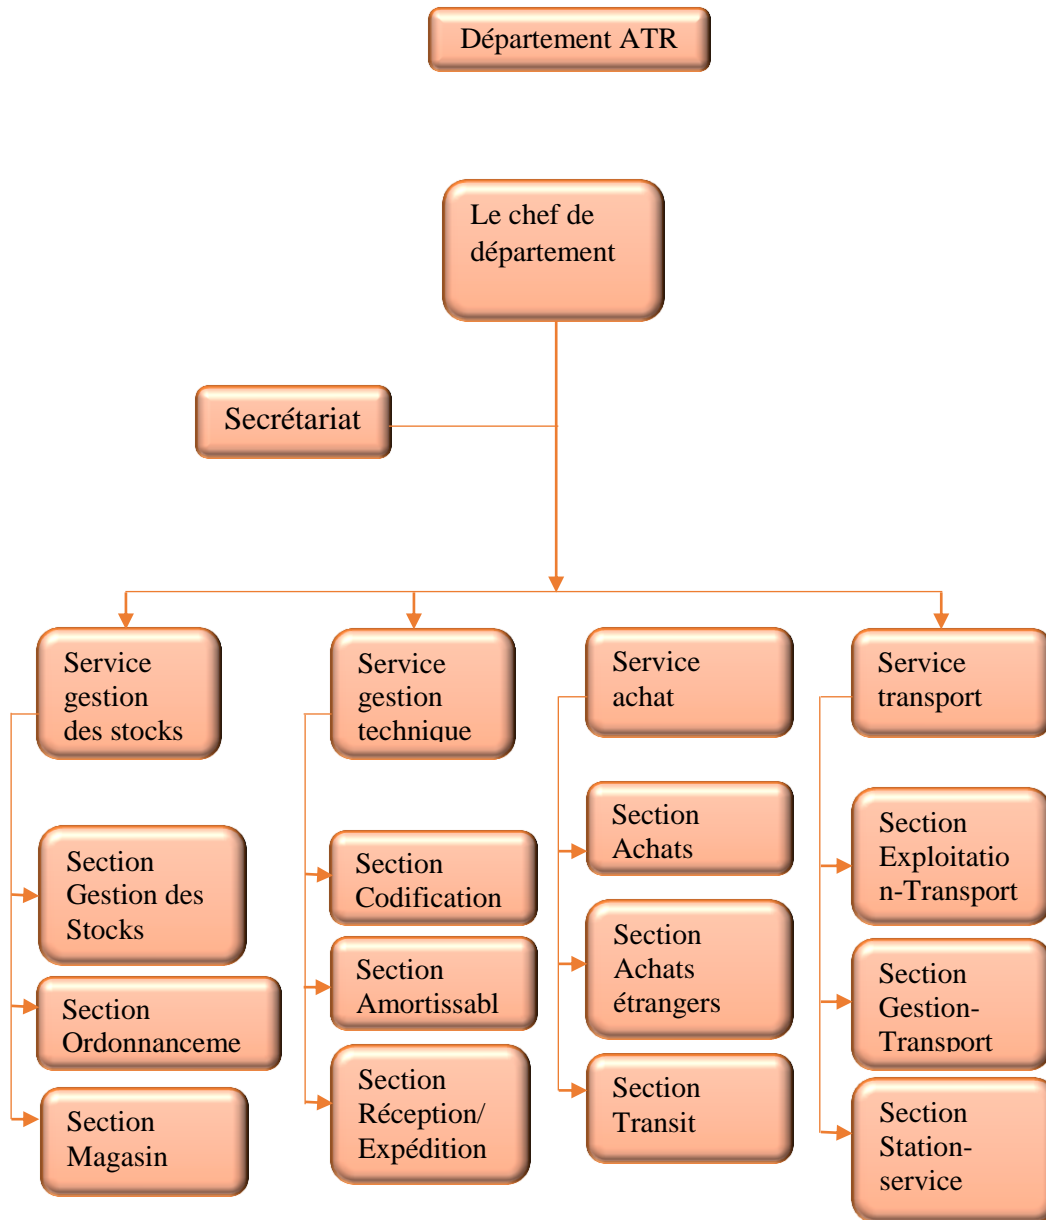 Département ATR
Le chef de
département
Secrétariat
Service
gestion
des stocks
Service
gestion
technique
Service
achat
Service
transport
Section
Gestion des
Stocks
Section
Ordonnanceme
Section
Magasin
Section
Codification
Section
Amortissabl
Section
Réception/
Expédition
Section
Achats
Section
Achats
étrangers
Section
Transit
Section
Exploitatio
n-Transport
Section
Gestion-
Transport
Section
Station-
service